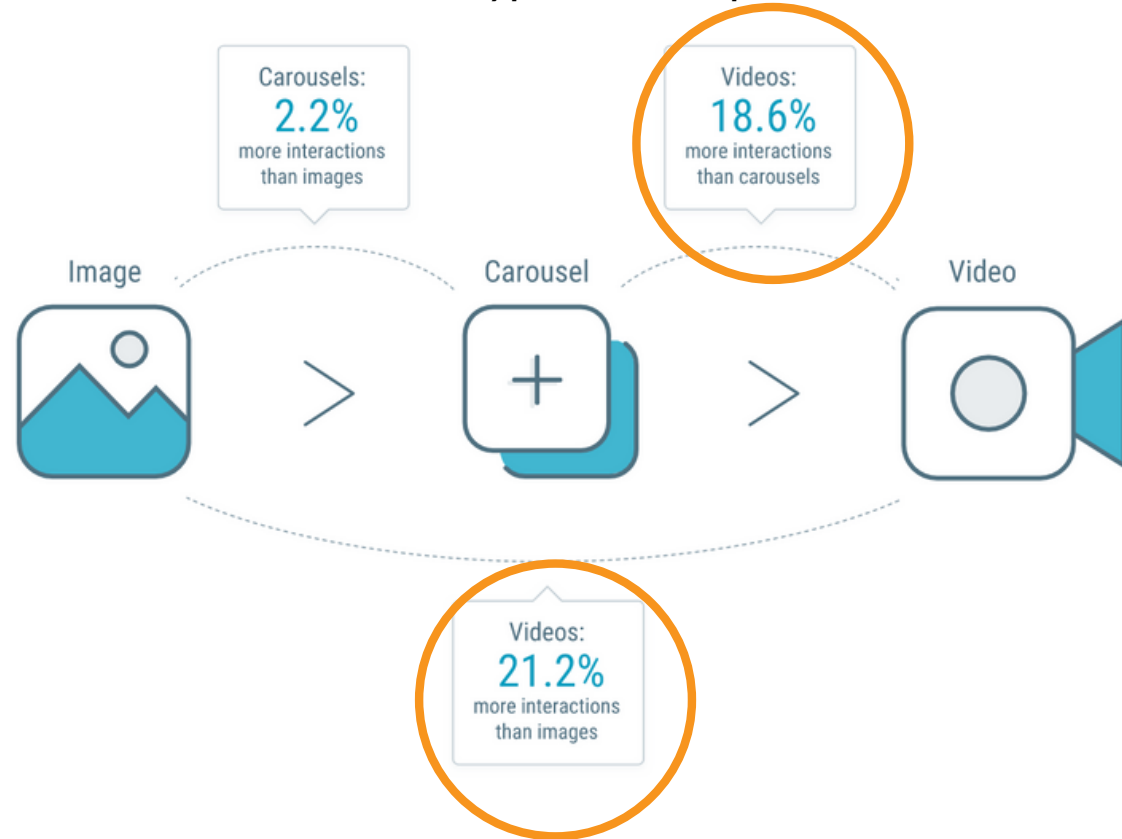 Carousels:
2.2%
more interactions
than images
Videos:
18.6%
more interactions
than carousels
Image
Carousel
Video
Videos:
21.2%
more interactions
than images